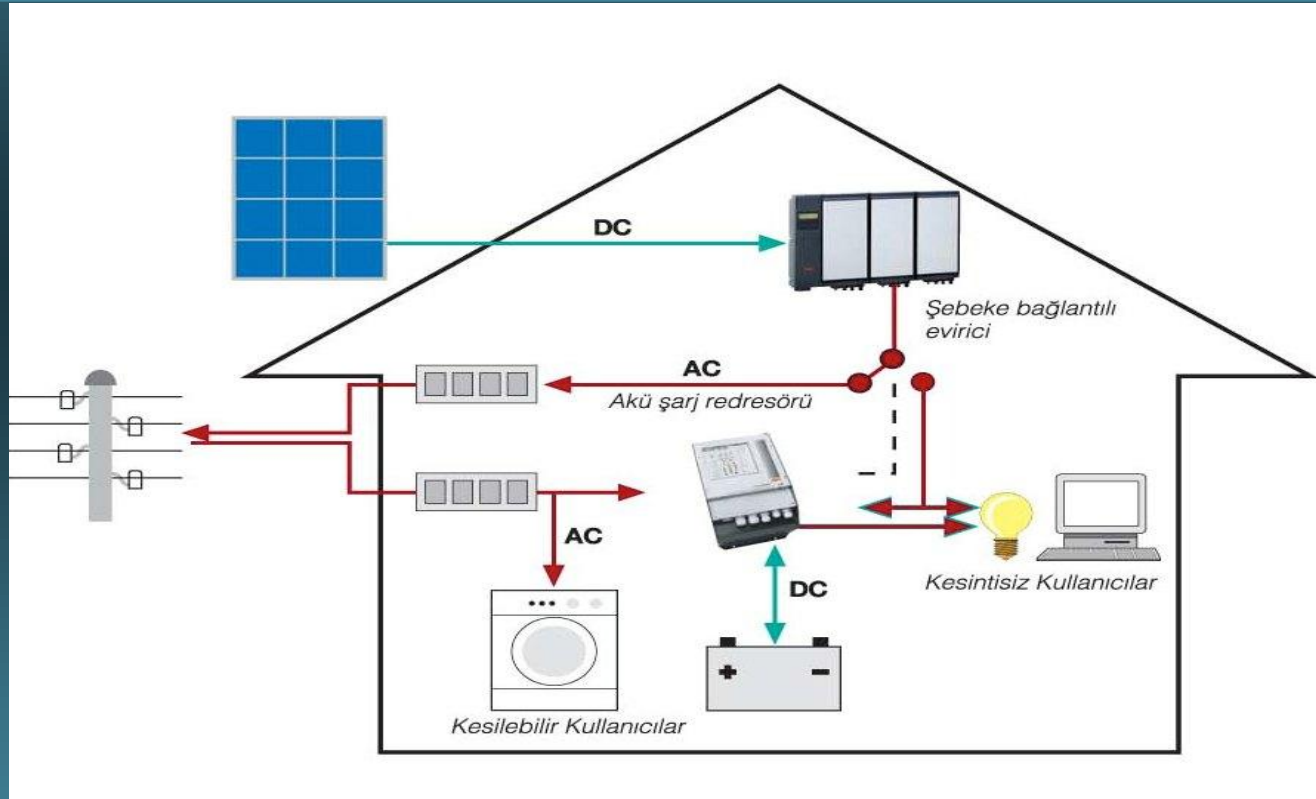 DC
Şebeke bağlantılı
evirici
AC
Akü şarj redresörü
AC
DC
Kesintisiz Kullanıcılar
+ −
Kesilebilir Kullanıcılar